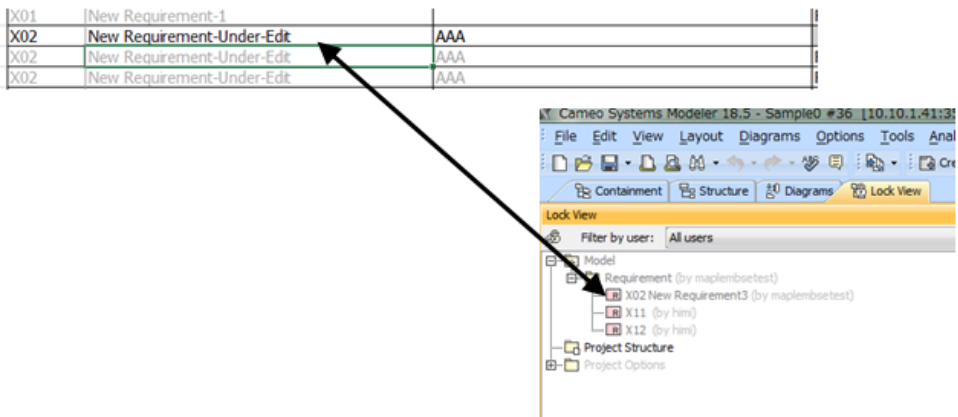 X01 New Requirement-1
X02 New Requirement-Under-Edit AAA
X02 New Requirement-Under-Edit AAA
X02 New Requirement-Under-Edit AAA
Cameo Systems Modeler 18.5 - Sample0 #36 [10.10.1.41:35
File Edit View Layout Diagrams Options Tools Anal
Cre
Containment Structure Diagrams Lock View
Lock View
Filter by user: All users
Model
Requirement (by maplembsetest)
R X02 New Requirement3 (by maplembsetest)
R X11 (by himi)
R X12 (by himi)
Project Structure
Project Options